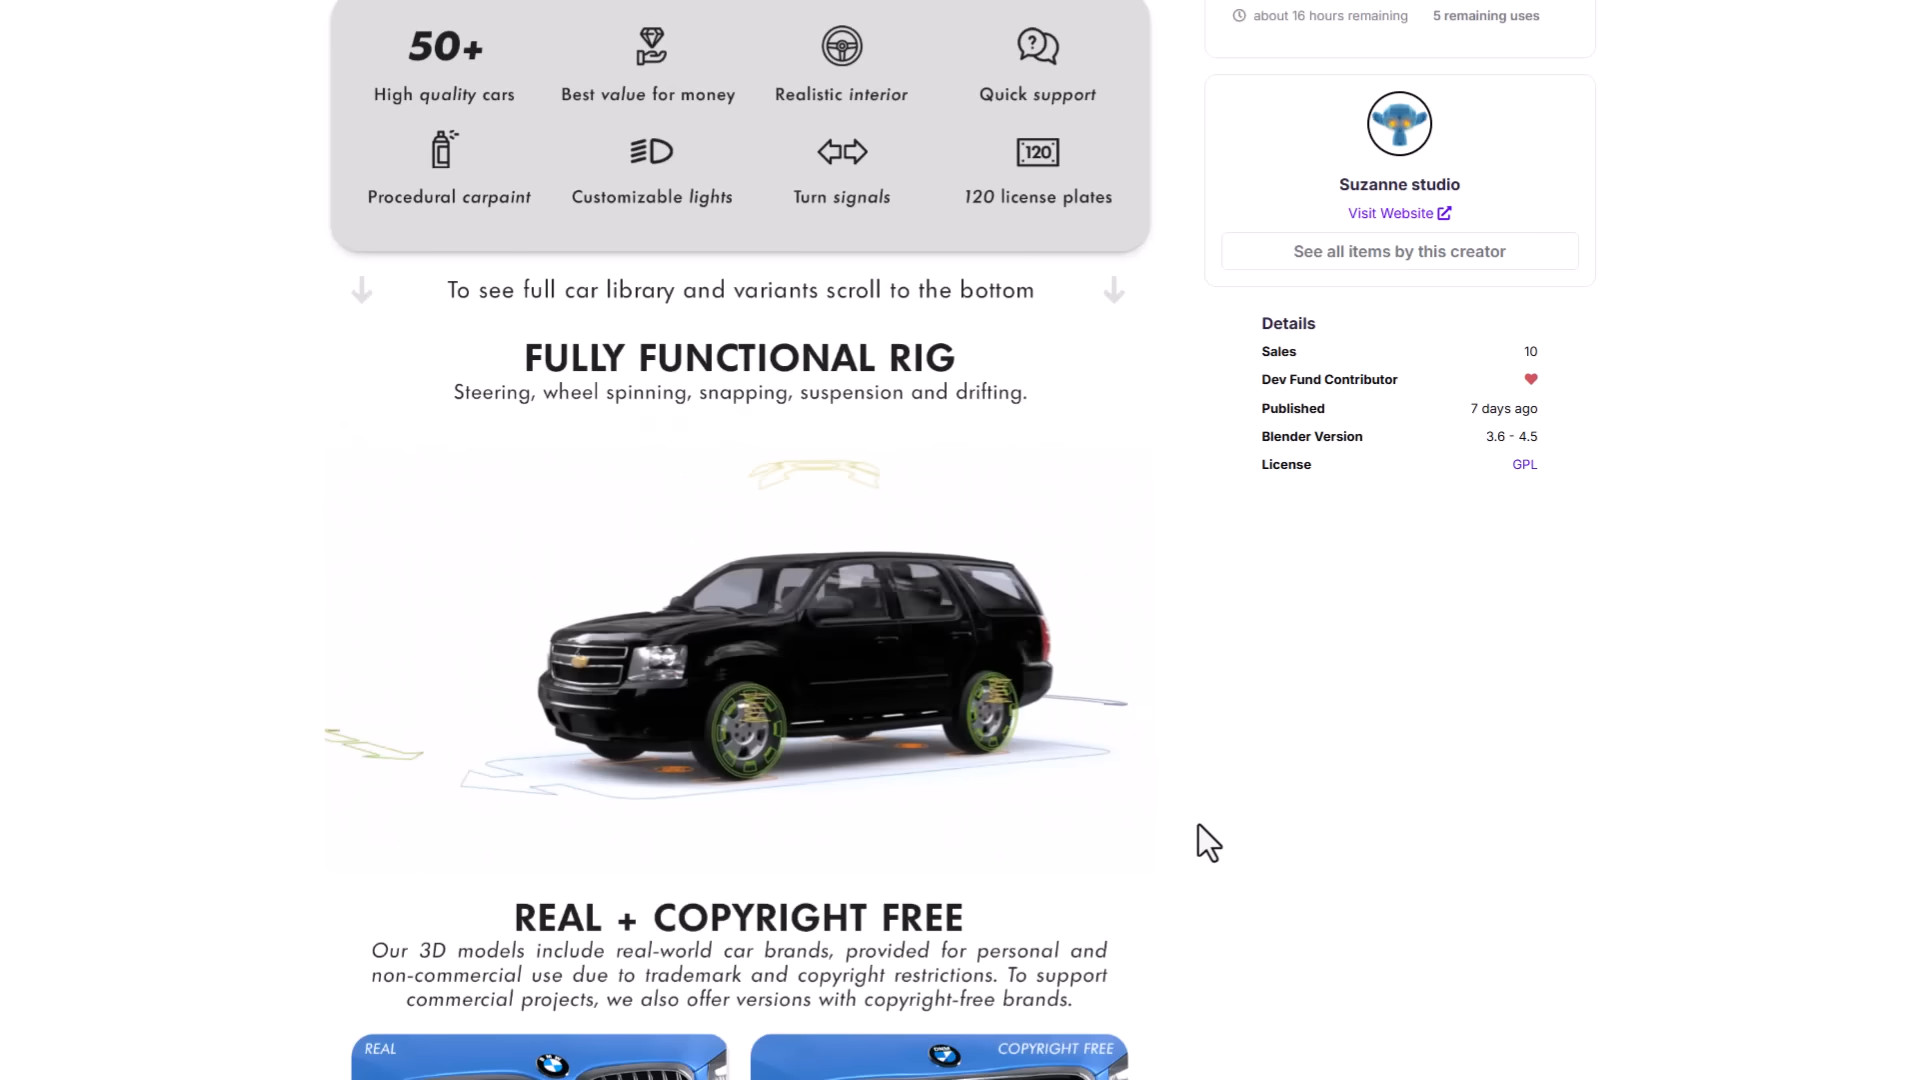 50+
High quality cars
Best value for money
Realistic interior
Quick support
Procedural carpaint
Customizable lights
Turn signals
120
120 license plates
To see full car library and variants scroll to the bottom
FULLY FUNCTIONAL RIG
Steering, wheel spinning, snapping, suspension and drifting.
REAL + COPYRIGHT FREE
Our 3D models include real-world car brands, provided for personal and
non-commercial use due to trademark and copyright restrictions. To support
commercial projects, we also offer versions with copyright-free brands.
REAL
COPYRIGHT FREE
about 16 hours remaining
5 remaining uses
Suzanne studio
Visit Website
See all items by this creator
Details
Sales 10
Dev Fund Contributor
Published 7 days ago
Blender Version 3.6 - 4.5
License GPL